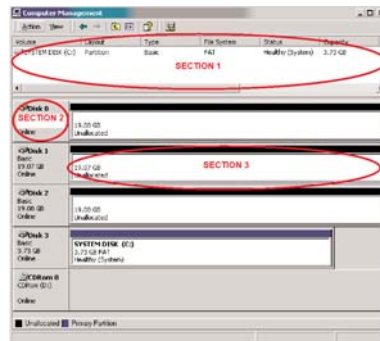 Computer Management
Action View
Volume Layout Type File System Status Capacity
SYSTEM DISK (C:) Partition Basic FAT Healthy (System) 3.73 GB
SECTION 1
Disk 0
SECTION 2
Online
19.08 GB
Unallocated
Disk 1
Basic
19.07 GB
Online
19.07 GB
Unallocated
SECTION 3
Disk 2
Basic
19.08 GB
Online
19.08 GB
Unallocated
Disk 3
Basic
3.73 GB
Online
SYSTEM DISK (C:)
3.73 GB FAT
Healthy (System)
CDRom 0
CDRom (D:)
Online
Unallocated Primary Partition